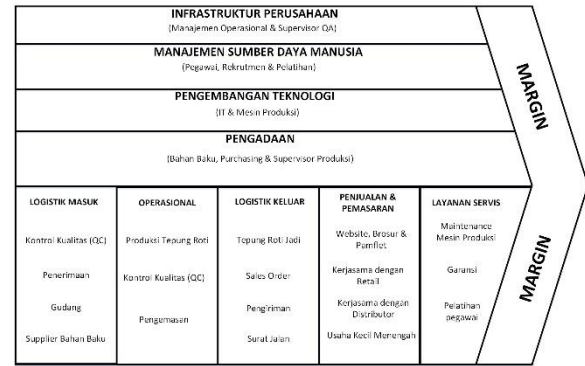 INFRASTRUKTUR PERUSAHAAN
(Manajemen Operasional & Supervisor QA)
MANAJEMEN SUMBER DAYA MANUSIA
(Pegawai, Rekrutmen & Pelatihan)
PENGEMBANGAN TEKNOLOGI
(IT & Mesin Produksi)
PENGADAAN
(Bahan Baku, Purchasing & Supervisor Produksi)
MARGIN
LOGISTIK MASUK
Kontrol Kualitas (QC)
Penerimaan
Gudang
Supplier Bahan Baku
OPERASIONAL
Produksi Tepung Roti
Kontrol Kualitas (QC)
Pengemasan
LOGISTIK KELUAR
Tepung Roti Jadi
Sales Order
Pengiriman
Surat Jalan
PENJUALAN &
PEMASARAN
Website, Brosur &
Pamflet
Kerjasama dengan
Retail
Kerjasama dengan
Distributor
Usaha Kecil Menengah
LAYANAN SERVIS
Maintenance
Mesin Produksi
Garansi
Pelatihan
pegawai
MARGIN